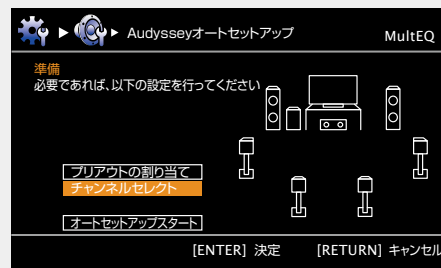 Audysseyオートセットアップ MultEQ
準備
必要であれば、以下の設定を行ってください
プリアウトの割り当て
チャンネルセレクト
オートセットアップスタート
[ENTER] 決定 [RETURN] キャンセル